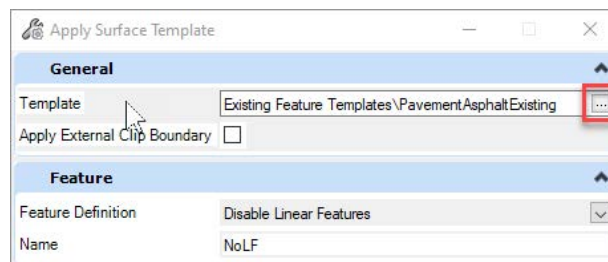 Apply Surface Template
General
Template Existing Feature Templates\PavementAsphaltExisting ...
Apply External Clip Boundary
Feature
Feature Definition Disable Linear Features
Name NoLF